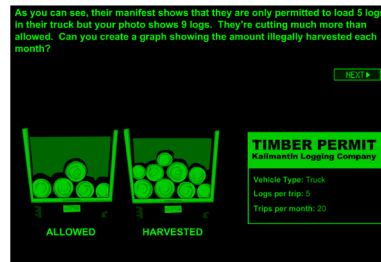 As you can see, their manifest shows that they are only permitted to load 5 logs
in their truck but your photo shows 9 logs. They're cutting much more than
allowed. Can you create a graph showing the amount illegally harvested each
month?
NEXT
TIMBER PERMIT
Kalimantin Logging Company
Vehicle Type: Truck
Logs per trip: 5
Trips per month: 20
ALLOWED
HARVESTED